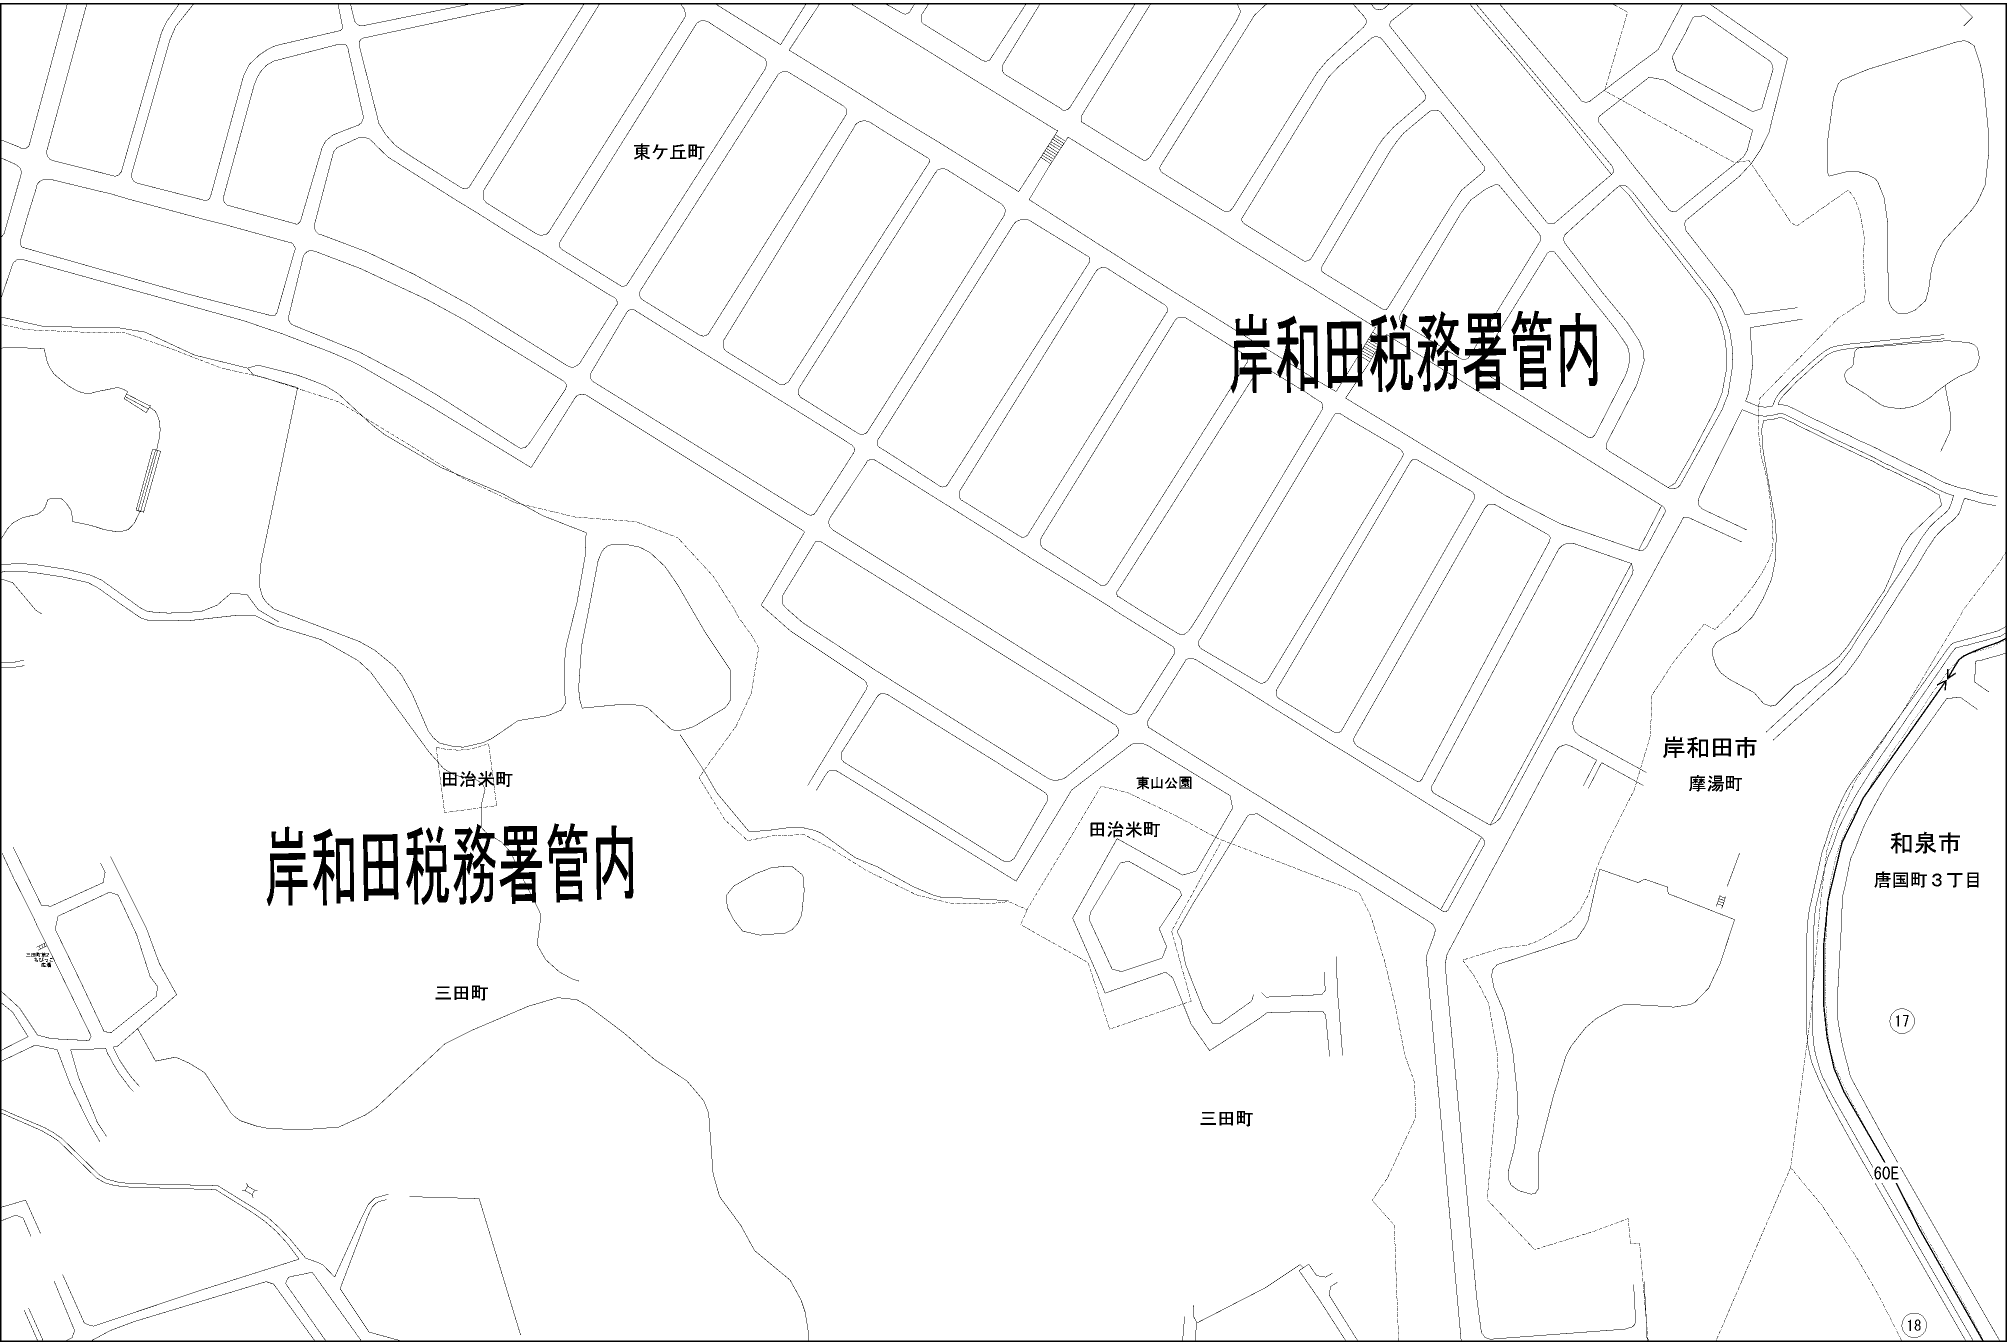 東ケ丘町
岸和田税務署管内
岸和田市
摩湯町
田治米町
東山公園
田治米町
岸和田税務署管内
和泉市
唐国町3丁目
三田町
17
三田町
60E
18